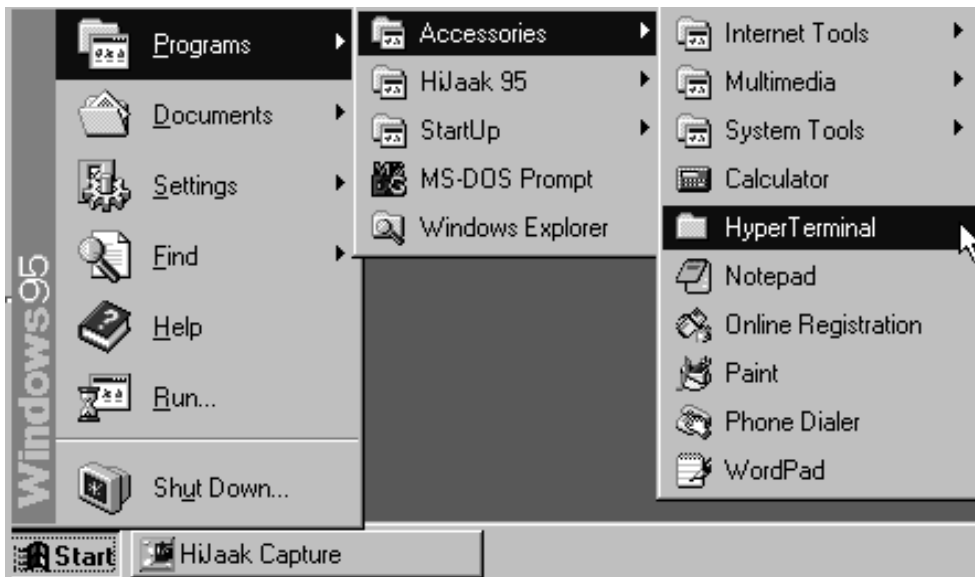 Programs
Documents
Settings
Find
Help
Run...
Shut Down...
Windows95
Accessories
HiJaak 95
StartUp
MS-DOS Prompt
Windows Explorer
Internet Tools
Multimedia
System Tools
Calculator
HyperTerminal
Notepad
Online Registration
Paint
Phone Dialer
WordPad
Start
HiJaak Capture